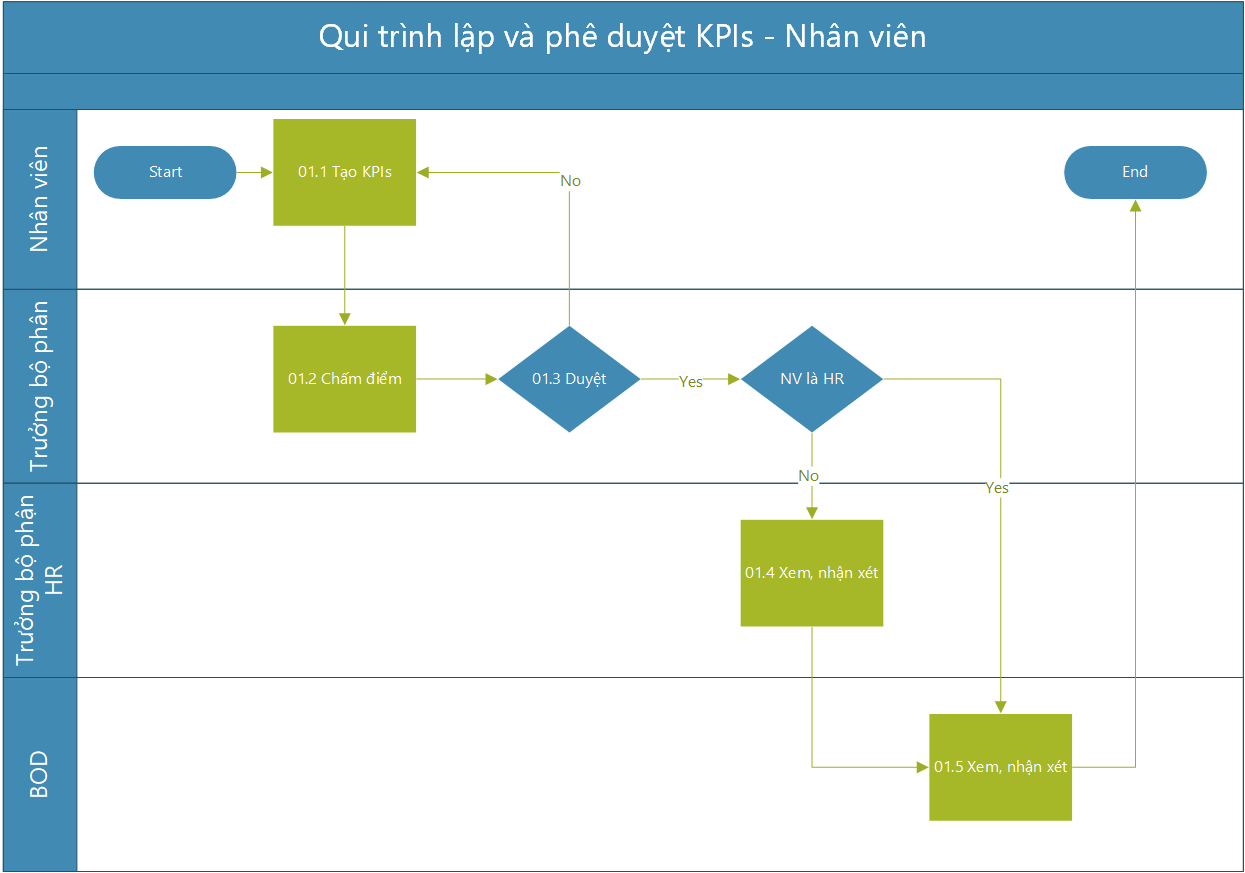 Qui trình lập và phê duyệt KPIs - Nhân viên
Nhân viên
Start
01.1 Tạo KPIs
No
End
Trưởng bộ phân
01.2 Chấm điểm
01.3 Duyệt
Yes
NV là HR
No
Yes
Trưởng bộ phận
HR
01.4 Xem, nhận xét
BOD
01.5 Xem, nhận xét